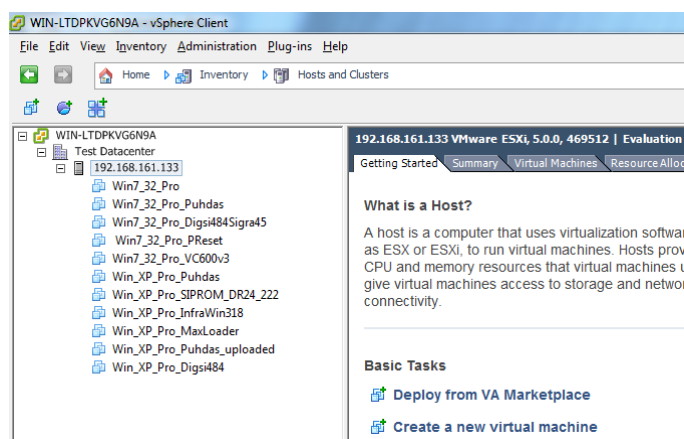 WIN-LTDPKVG6N9A - vSphere Client
File Edit View Inventory Administration Plug-ins Help
Home Inventory Hosts and Clusters
WIN-LTDPKVG6N9A
Test Datacenter
192.168.161.133
Win7_32_Pro
Win7_32_Pro_Puhdas
Win7_32_Pro_Digsi484Sigra45
Win7_32_Pro_PReset
Win7_32_Pro_VC600v3
Win_XP_Pro_Puhdas
Win_XP_Pro_SIPROM_DR24_222
Win_XP_Pro_InfraWin318
Win_XP_Pro_MaxLoader
Win_XP_Pro_Puhdas_uploaded
Win_XP_Pro_Digsi484
192.168.161.133 VMware ESXi, 5.0.0, 469512 | Evaluation
Getting Started Summary Virtual Machines Resource Alloc
What is a Host?
A host is a computer that uses virtualization softwar
as ESX or ESXi, to run virtual machines. Hosts prov
CPU and memory resources that virtual machines u
give virtual machines access to storage and networ
connectivity.
Basic Tasks
Deploy from VA Marketplace
Create a new virtual machine